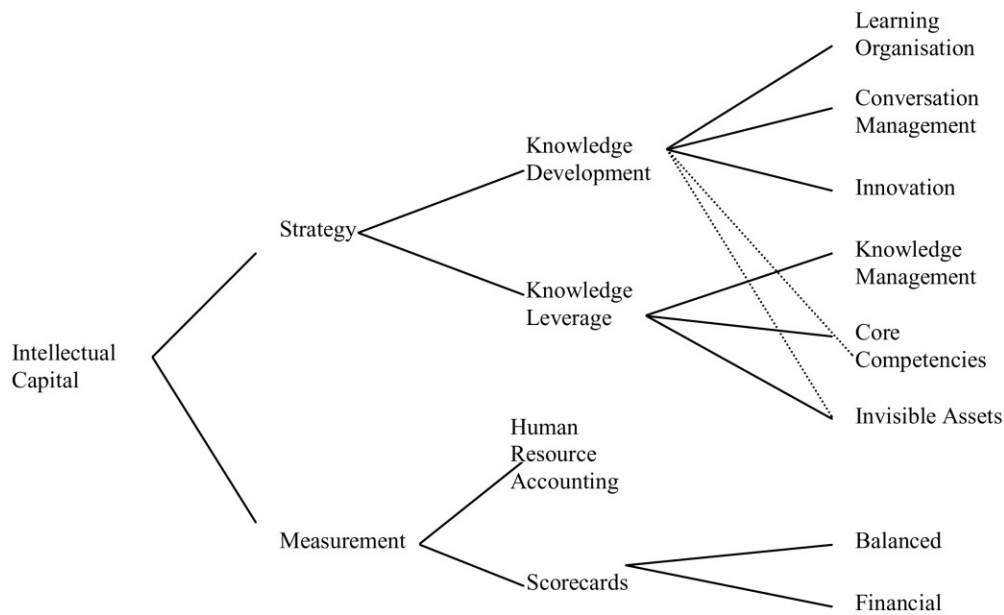 Learning
Organisation
Conversation
Management
Knowledge
Development
Innovation
Strategy
Knowledge
Management
Knowledge
Leverage
Core
Competencies
Intellectual
Capital
Invisible Assets
Human
Resource
Accounting
Measurement
Balanced
Scorecards
Financial